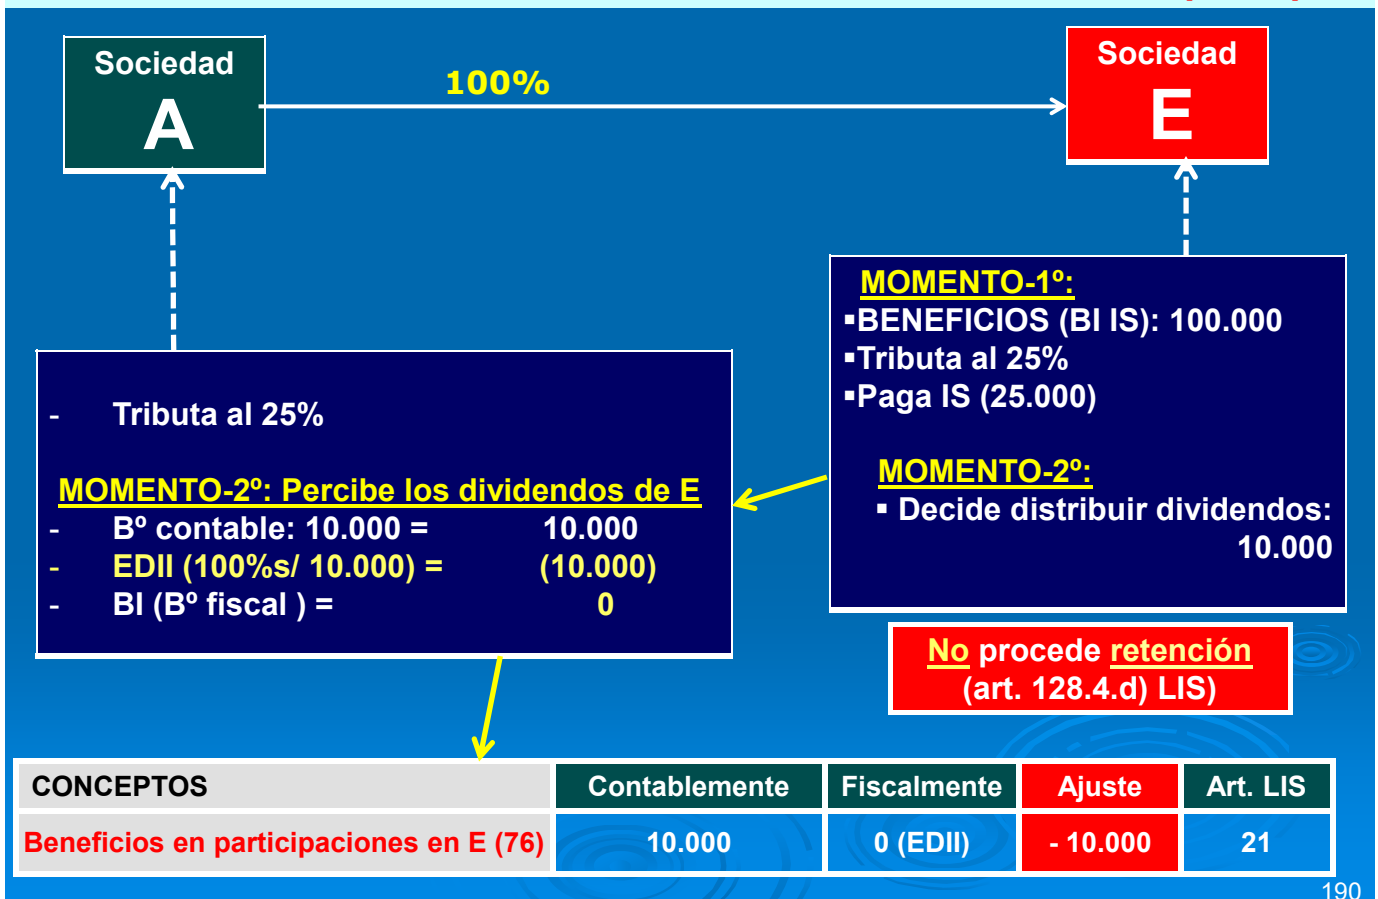 Sociedad
A
100%
Sociedad
E
MOMENTO-1º:
▪BENEFICIOS (BI IS): 100.000
▪Tributa al 25%
▪Paga IS (25.000)
MOMENTO-2º:
▪ Decide distribuir dividendos:
10.000
- Tributa al 25%
MOMENTO-2º: Percibe los dividendos de E
- Bº contable: 10.000 = 10.000
- EDII (100%s/ 10.000) = (10.000)
- BI (Bº fiscal ) = 0
No procede retención
(art. 128.4.d) LIS)
CONCEPTOS Contablemente Fiscalmente Ajuste Art. LIS
Beneficios en participaciones en E (76) 10.000 0 (EDII) - 10.000 21
190